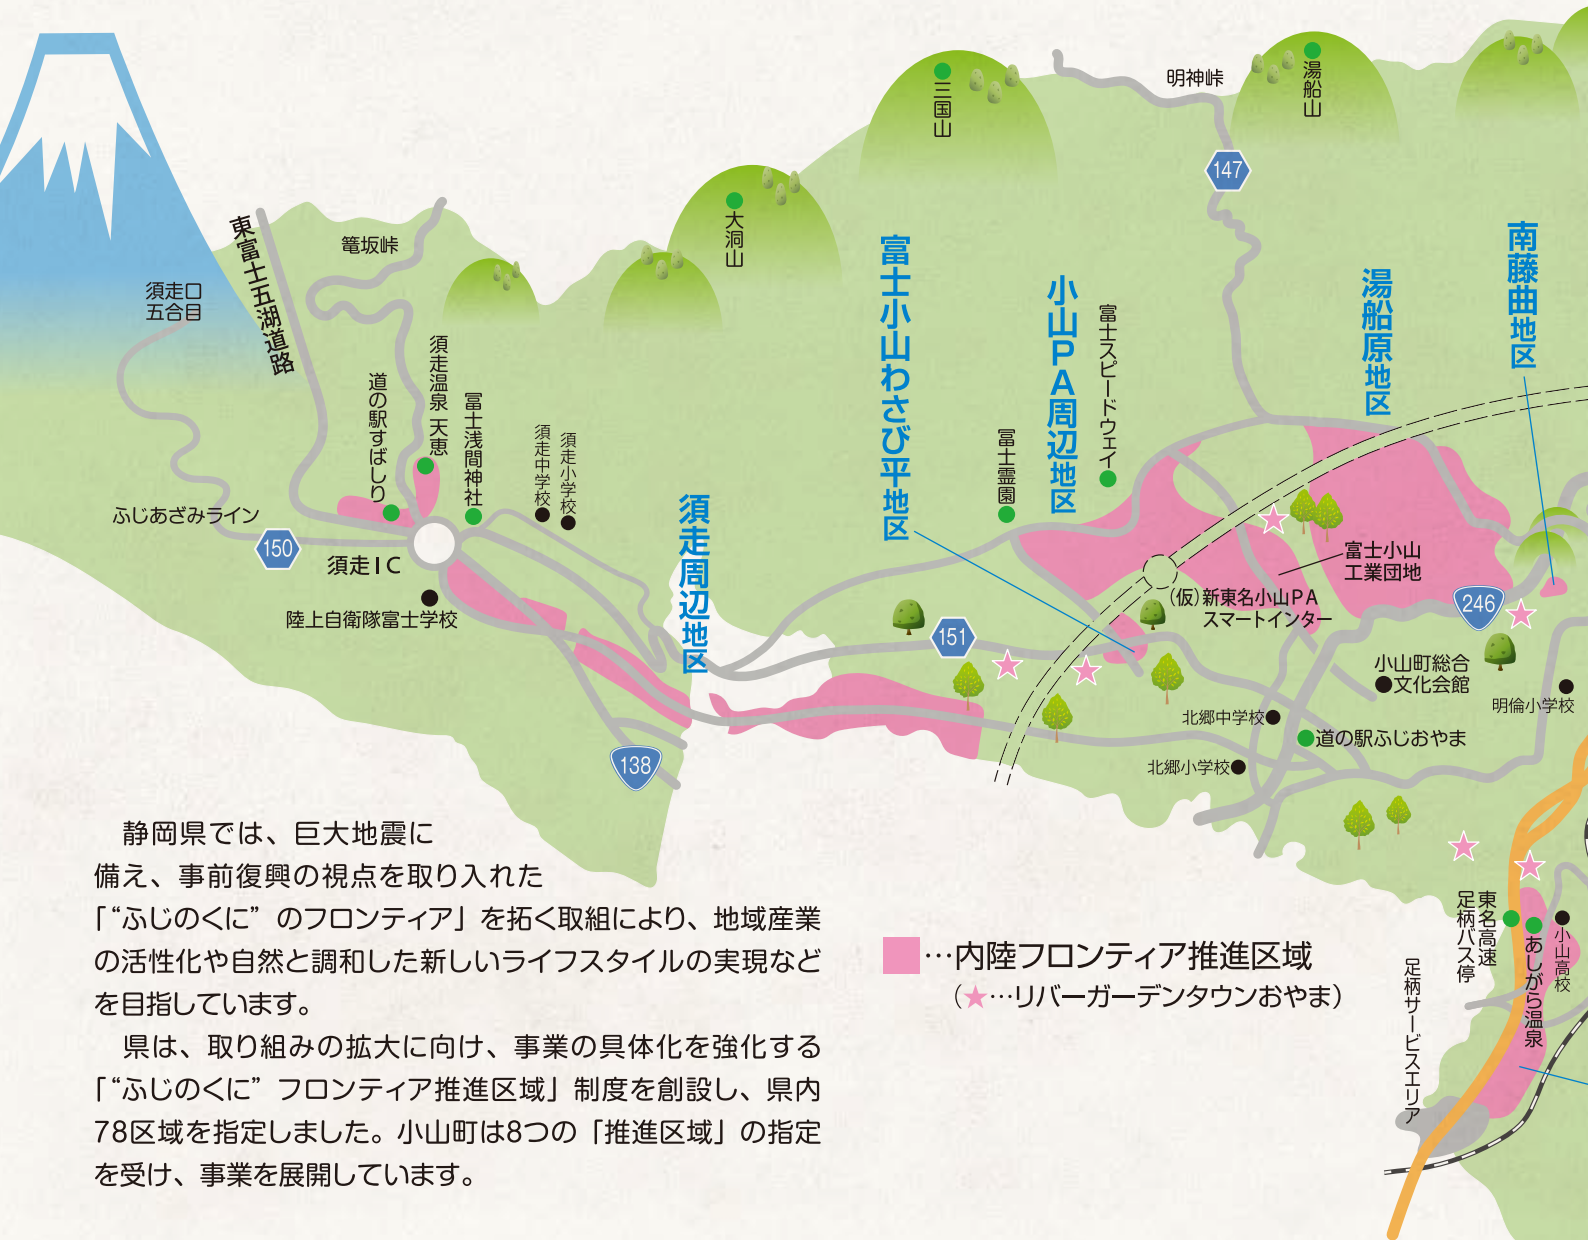 三国山
明神峠
湯船山
147
大洞山
東富士五湖道路
籠坂峠
須走口
五合目
富士小山わさび平地区
小山PA周辺地区
富士スピードウェイ
湯船原地区
南藤曲地区
須走温泉 天恵
道の駅すばしり
冨士浅間神社
須走中学校
須走小学校
富士霊園
ふじあざみライン
150
須走IC
陸上自衛隊富士学校
須走周辺地区
富士小山
工業団地
(仮)新東名小山PA
スマートインター
246
151
小山町総合
文化会館
明倫小学校
北郷中学校
道の駅ふじおやま
138
北郷小学校
静岡県では、巨大地震に
備え、事前復興の視点を取り入れた
「“ふじのくに”のフロンティア」を拓く取組により、地域産業
の活性化や自然と調和した新しいライフスタイルの実現など
を目指しています。
県は、取り組みの拡大に向け、事業の具体化を強化する
「“ふじのくに”フロンティア推進区域」制度を創設し、県内
78区域を指定しました。小山町は8つの「推進区域」の指定
を受け、事業を展開しています。
…内陸フロンティア推進区域
(★…リバーガーデンタウンおやま)
東名高速
足柄バス停
あしがら温泉
小山高校
足柄サービスエリア